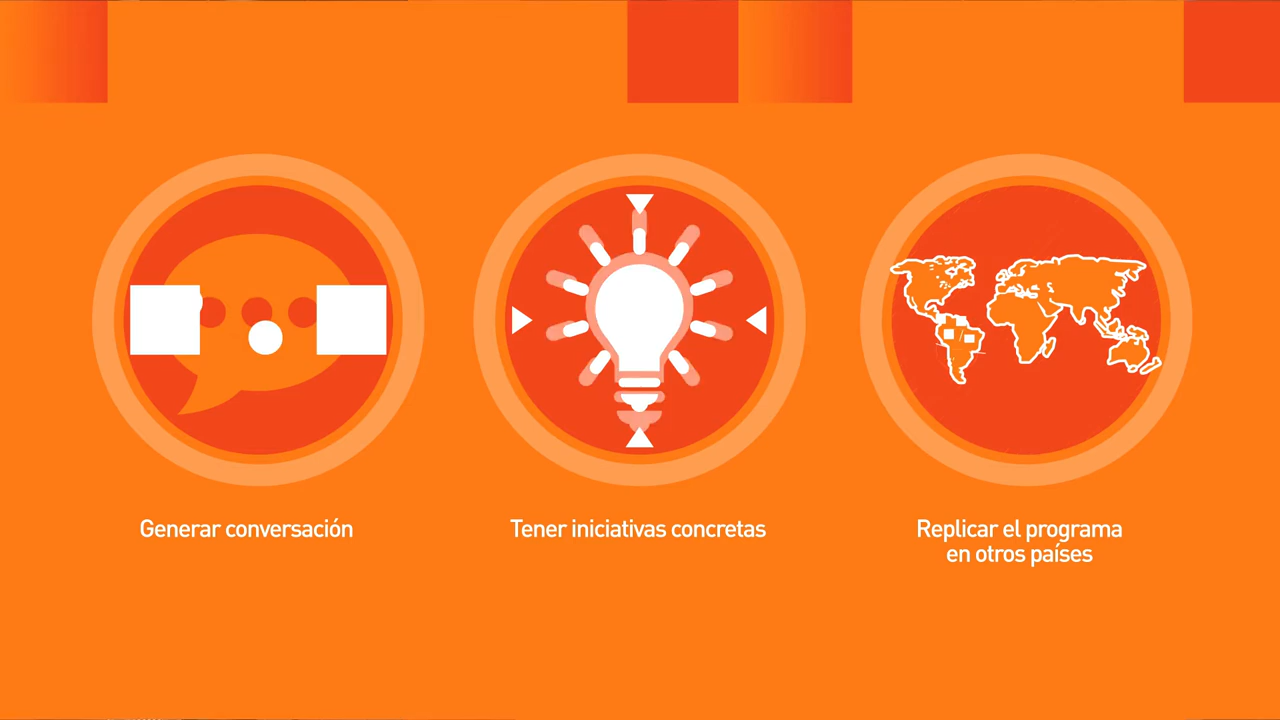 Generar conversación
Tener iniciativas concretas
Replicar el programa
en otros países